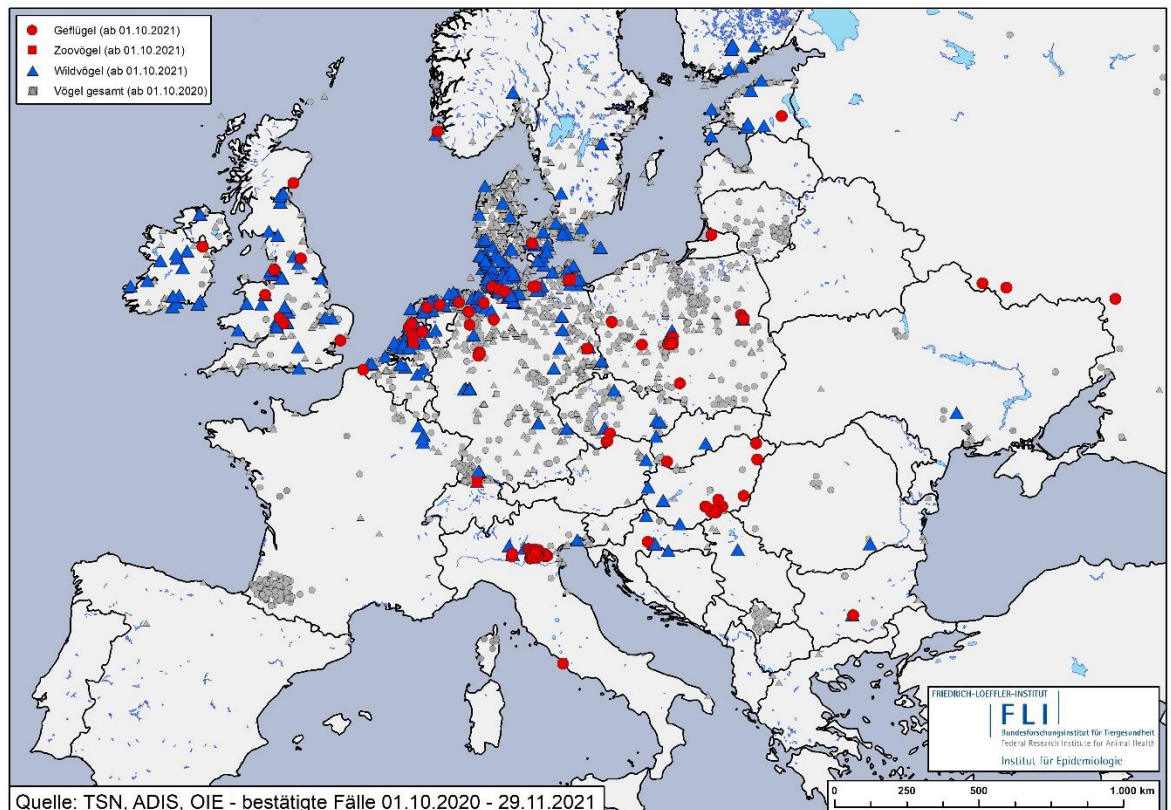 Geflügel (ab 01.10.2021)
Zoovögel (ab 01.10.2021)
Wildvögel (ab 01.10.2021)
Vögel gesamt (ab 01.10.2020)
FRIEDRICH-LOEFFLER-INSTITUT
FLI
Bundesforschungsinstitut für Tiergesundheit
Federal Research Institute for Animal Health
Institut für Epidemiologie
0 250 500 1.000 km
Quelle: TSN, ADIS, OIE - bestätigte Fälle 01.10.2020 - 29.11.2021